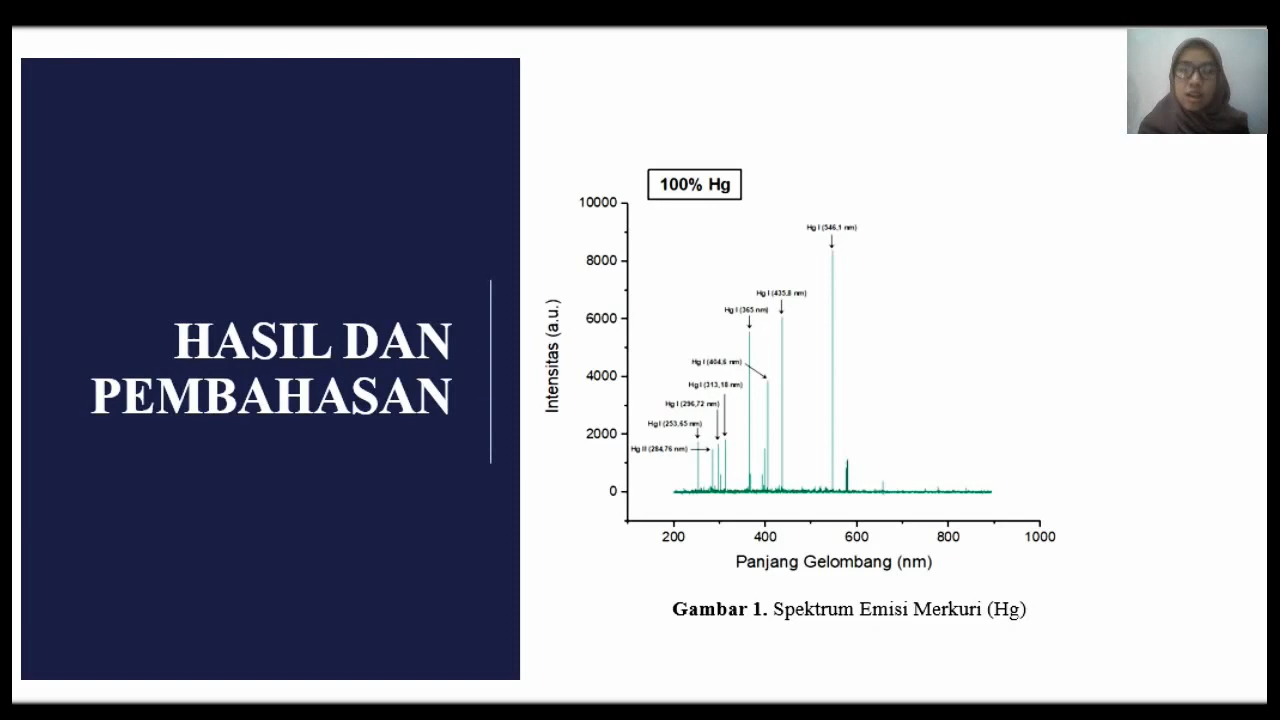 HASIL DAN
PEMBAHASAN
100% Hg
Intensitas (a.u.)
10000
8000
6000
4000
2000
0
Hg I (546,1 nm)
Hg I (435,8 nm)
Hg I (365 nm)
Hg I (404,6 nm)
Hg I (313,18 nm)
Hg I (296,72 nm)
Hg I (253,65 nm)
Hg II (284,76 nm)
200 400 600 800 1000
Panjang Gelombang (nm)
Gambar 1. Spektrum Emisi Merkuri (Hg)